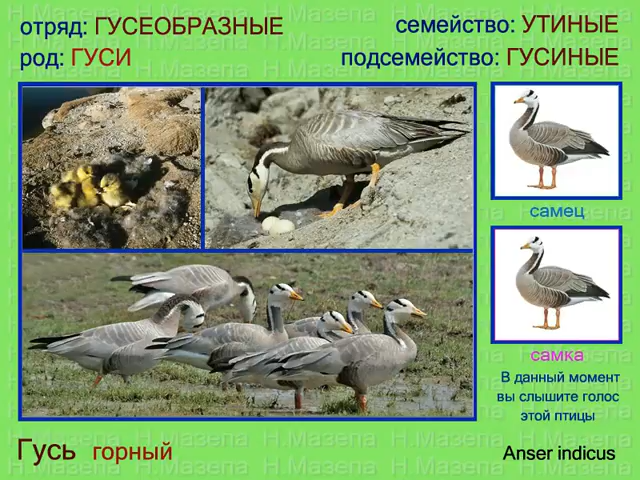 отряд: ГУСЕОБРАЗНЫЕ
семейство: УТИНЫЕ
род: ГУСИ
подсемейство: ГУСИНЫЕ
самец
самка
В данный момент
вы слышите голос
этой птицы
Гусь горный
Anser indicus
Н.Мазепа